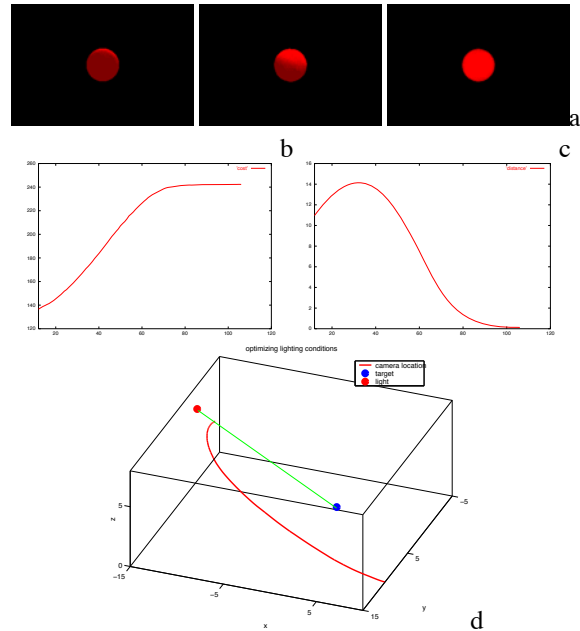 a
b
c
260
240
220
200
180
160
140
120
20 40 60 80 100 120
'cost'
16
14
12
10
8
6
4
2
0
20 40 60 80 100 120
'distance'
optimizing lighting conditions
camera location
target
light
z
5
0
-15
-5
5
15
x
-5
5
y
d